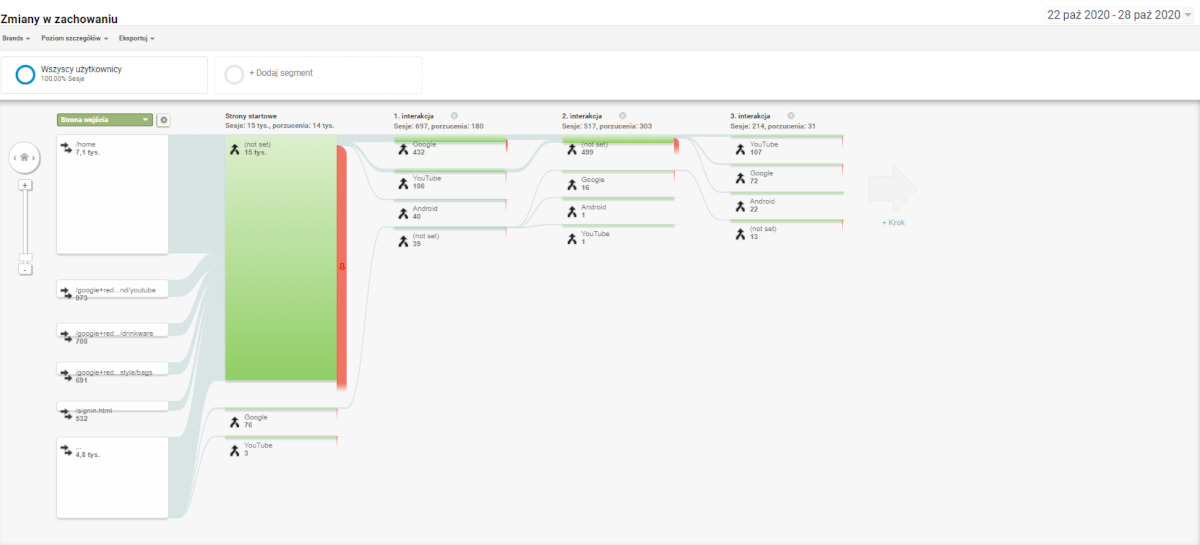 Zmiany w zachowaniu
22 paź 2020 - 28 paź 2020
Brands
Poziom szczegółów
Eksportuj
Wszyscy użytkownicy
100,00% Sesje
+ Dodaj segment
Strona wejścia
/home
7,1 tys.
/google+red...nd/youtube
973
/google+red.../drinkware
708
/google+red...style/bags
691
/signin.html
532
...
4,8 tys.
Strony startowe
Sesje: 15 tys., porzucenia: 14 tys.
(not set)
15 tys.
Google
76
YouTube
3
1. interakcja
Sesje: 697, porzucenia: 180
Google
432
YouTube
186
Android
40
(not set)
39
2. interakcja
Sesje: 517, porzucenia: 303
(not set)
499
Google
16
Android
1
YouTube
1
3. interakcja
Sesje: 214, porzucenia: 31
YouTube
107
Google
72
Android
22
(not set)
13
+ Krok
+
-